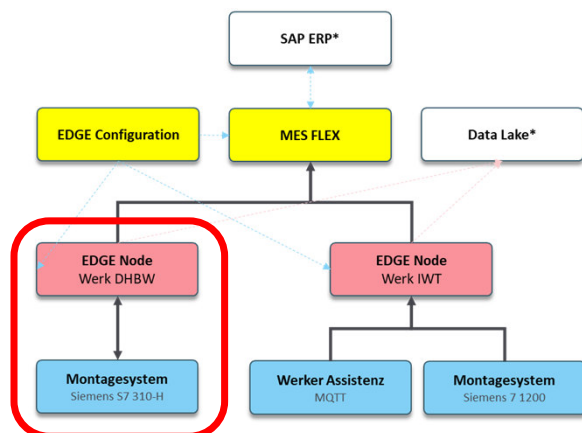 SAP ERP*
EDGE Configuration
MES FLEX
Data Lake*
EDGE Node
Werk DHBW
EDGE Node
Werk IWT
Montagesystem
Siemens S7 310-H
Werker Assistenz
MQTT
Montagesystem
Siemens 7 1200